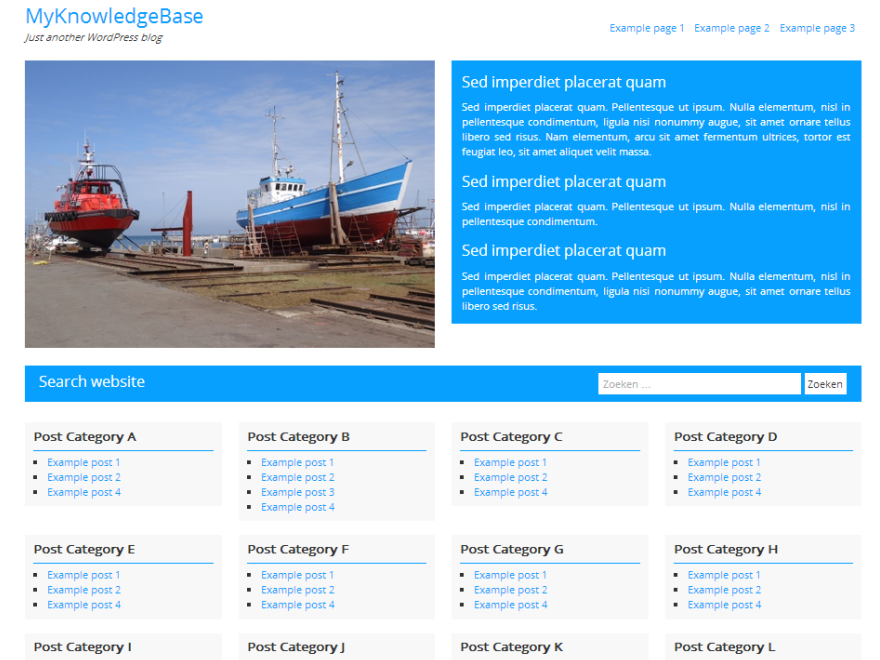 MyKnowledgeBase
Just another WordPress blog
Example page 1 Example page 2 Example page 3
Sed imperdiet placerat quam
Sed imperdiet placerat quam. Pellentesque ut ipsum. Nulla elementum, nisl in
pellentesque condimentum, ligula nisi nonummy augue, sit amet ornare tellus
libero sed risus. Nam elementum, arcu sit amet fermentum ultrices, tortor est
feugiat leo, sit amet aliquet velit massa.
Sed imperdiet placerat quam
Sed imperdiet placerat quam. Pellentesque ut ipsum. Nulla elementum, nisl in
pellentesque condimentum.
Sed imperdiet placerat quam
Sed imperdiet placerat quam. Pellentesque ut ipsum. Nulla elementum, nisl in
pellentesque condimentum, ligula nisi nonummy augue, sit amet ornare tellus
libero sed risus.
Search website
Zoeken ...
Zoeken
Post Category A
Example post 1
Example post 2
Example post 4
Post Category B
Example post 1
Example post 2
Example post 3
Example post 4
Post Category C
Example post 1
Example post 2
Example post 4
Post Category D
Example post 1
Example post 2
Example post 4
Post Category E
Example post 1
Example post 2
Example post 4
Post Category F
Example post 1
Example post 2
Example post 4
Post Category G
Example post 1
Example post 2
Example post 4
Post Category H
Example post 1
Example post 2
Example post 4
Post Category I
Post Category J
Post Category K
Post Category L